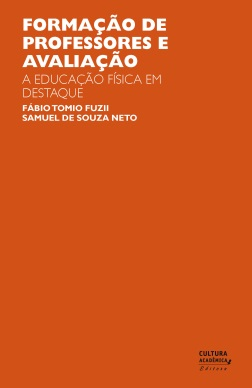 FORMAÇÃO DE
PROFESSORES E
AVALIAÇÃO
A EDUCAÇÃO FÍSICA EM
DESTAQUE
FÁBIO TOMIO FUZII
SAMUEL DE SOUZA NETO
CULTURA
ACADÊMICA
Editora